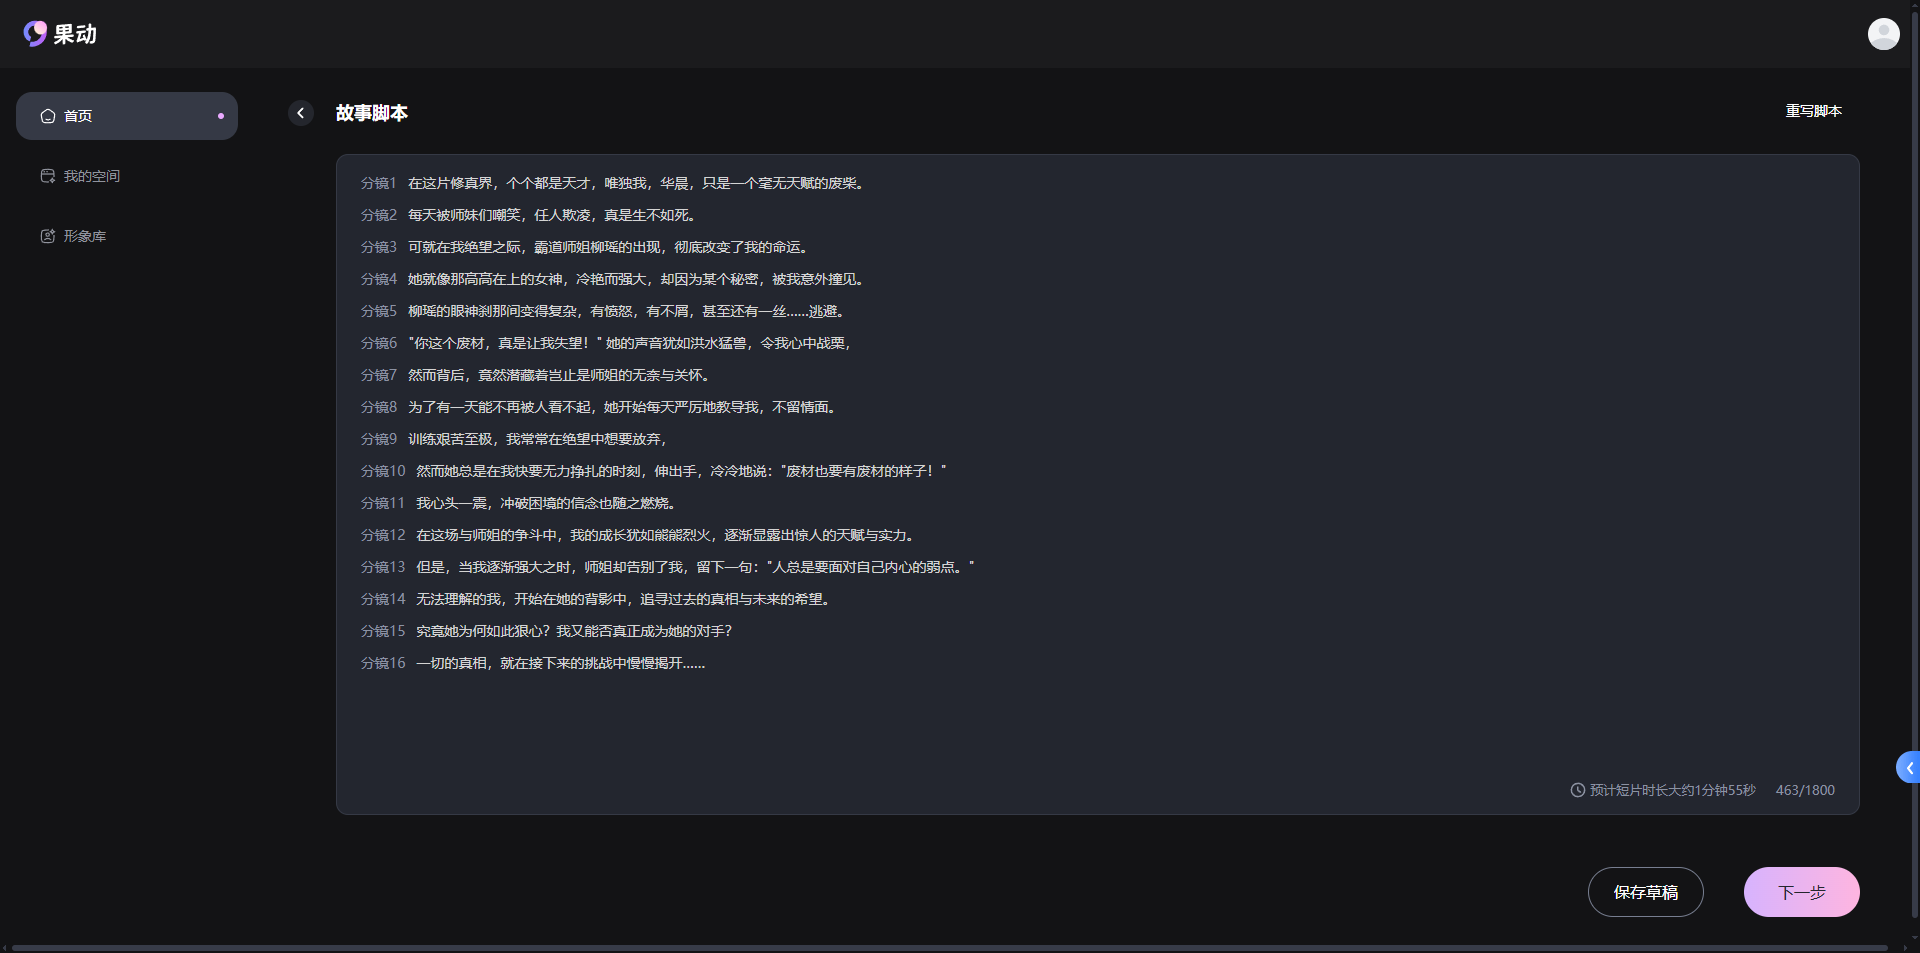 果动
首页
我的空间
形象库
故事脚本
重写脚本
分镜1 在这片修真界，个个都是天才，唯独我，华晨，只是一个毫无天赋的废柴。
分镜2 每天被师妹们嘲笑，任人欺凌，真是生不如死。
分镜3 可就在我绝望之际，霸道师姐柳瑶的出现，彻底改变了我的命运。
分镜4 她就像那高高在上的女神，冷艳而强大，却因为某个秘密，被我意外撞见。
分镜5 柳瑶的眼神刹那间变得复杂，有愤怒，有不屑，甚至还有一丝……逃避。
分镜6 "你这个废材，真是让我失望！" 她的声音犹如洪水猛兽，令我心中战栗，
分镜7 然而背后，竟然潜藏着岂止是师姐的无奈与关怀。
分镜8 为了有一天能不再被人看不起，她开始每天严厉地教导我，不留情面。
分镜9 训练艰苦至极，我常常在绝望中想要放弃，
分镜10 然而她总是在我快要无力挣扎的时刻，伸出手，冷冷地说："废材也要有废材的样子！"
分镜11 我心头一震，冲破困境的信念也随之燃烧。
分镜12 在这场与师姐的争斗中，我的成长犹如熊熊烈火，逐渐显露出惊人的天赋与实力。
分镜13 但是，当我逐渐强大之时，师姐却告别了我，留下一句："人总是要面对自己内心的弱点。"
分镜14 无法理解的我，开始在她的背影中，追寻过去的真相与未来的希望。
分镜15 究竟她为何如此狠心？我又能否真正成为她的对手？
分镜16 一切的真相，就在接下来的挑战中慢慢揭开……
预计短片时长大约1分钟55秒 463/1800
保存草稿
下一步